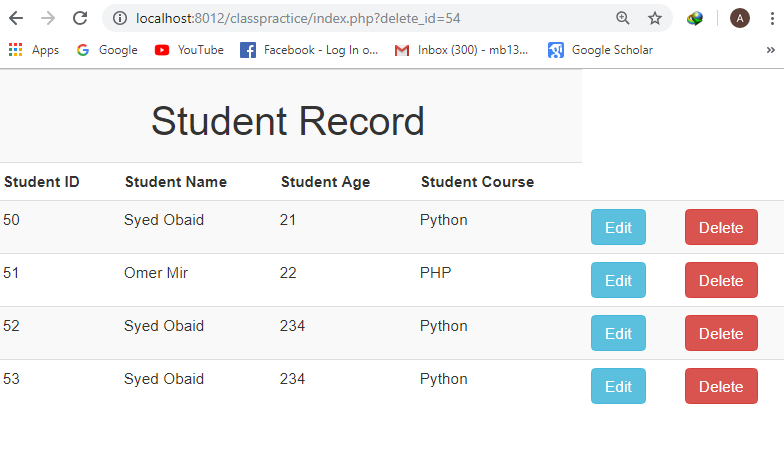 localhost:8012/classpractice/index.php?delete_id=54 A
Apps Google YouTube Facebook - Log In o... Inbox (300) - mb13... Google Scholar »
Student Record
Student ID Student Name Student Age Student Course
50 Syed Obaid 21 Python Edit Delete
51 Omer Mir 22 PHP Edit Delete
52 Syed Obaid 234 Python Edit Delete
53 Syed Obaid 234 Python Edit Delete